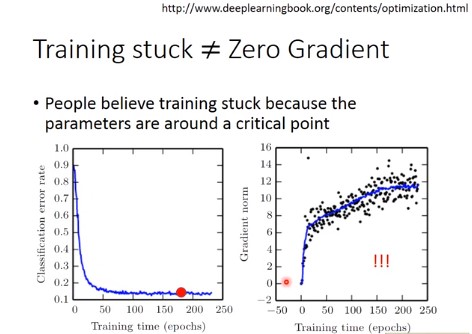 http://www.deeplearningbook.org/contents/optimization.html
Training stuck ≠ Zero Gradient
• People believe training stuck because the
parameters are around a critical point
Classification error rate
1.0
0.9
0.8
0.7
0.6
0.5
0.4
0.3
0.2
0.1
0 50 100 150 200 250
Training time (epochs)
Gradient norm
16
14
12
10
8
6
4
2
0
−2
!!!
−50 0 50 100 150 200 250
Training time (epochs)